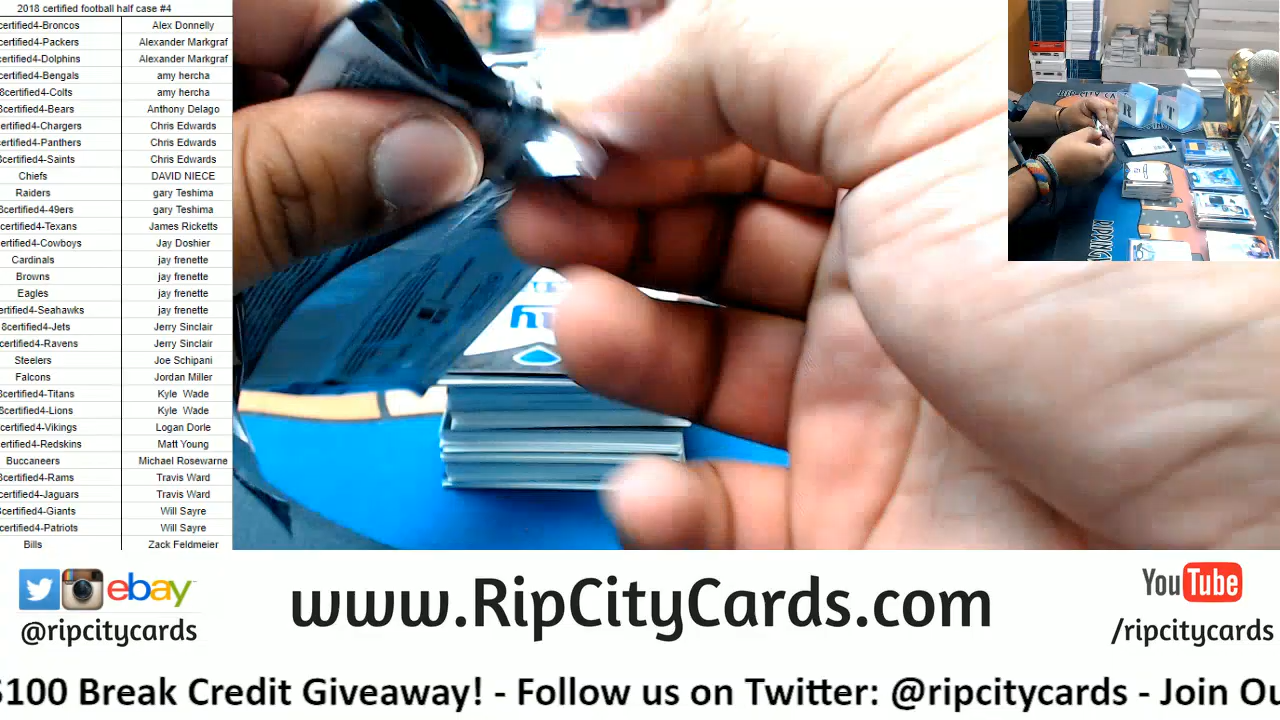 2018 certified football half case #4
certified4-Broncos Alex Donnelly
certified4-Packers Alexander Markgraf
certified4-Dolphins Alexander Markgraf
certified4-Bengals amy hercha
8certified4-Colts amy hercha
certified4-Bears Anthony Delago
ertified4-Chargers Chris Edwards
ertified4-Panthers Chris Edwards
certified4-Saints Chris Edwards
Chiefs DAVID NIECE
Raiders gary Teshima
8certified4-49ers gary Teshima
certified4-Texans James Ricketts
ertified4-Cowboys Jay Doshier
Cardinals jay frenette
Browns jay frenette
Eagles jay frenette
ertified4-Seahawks jay frenette
8certified4-Jets Jerry Sinclair
certified4-Ravens Jerry Sinclair
Steelers Joe Schipani
Falcons Jordan Miller
8certified4-Titans Kyle Wade
8certified4-Lions Kyle Wade
certified4-Vikings Logan Dorle
ertified4-Redskins Matt Young
Buccaneers Michael Rosewarne
8certified4-Rams Travis Ward
certified4-Jaguars Travis Ward
8certified4-Giants Will Sayre
certified4-Patriots Will Sayre
Bills Zack Feldmeier
R T
ebay
@ripcitycards
www.RipCityCards.com
YouTube
/ripcitycards
$100 Break Credit Giveaway! - Follow us on Twitter: @ripcitycards - Join Ou